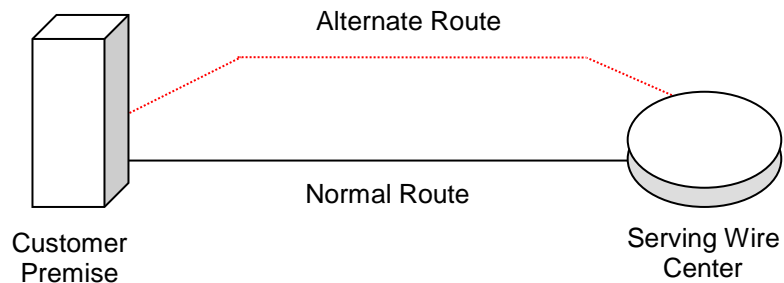 Alternate Route
Normal Route
Customer
Premise
Serving Wire
Center